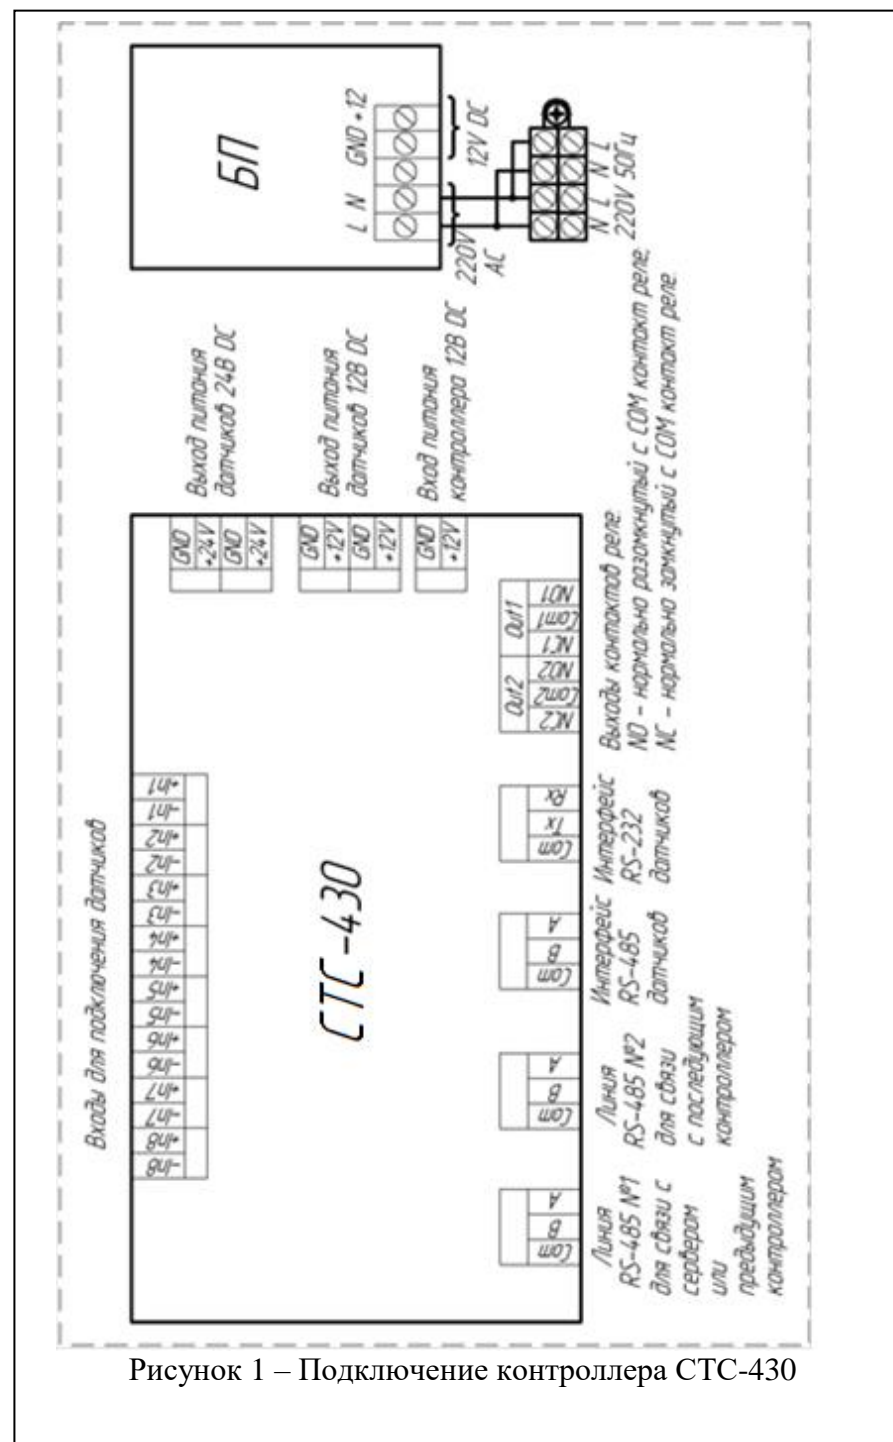 БП
L N GND +12
12V DC
220V
AC
N L N L
220V 50Гц
Выход питания
датчиков 24В DC
Выход питания
датчиков 12В DC
Вход питания
контроллера 12В DC
GND
+24V
GND
+24V
GND
+12V
GND
+12V
GND
+12V
Входы для подключения датчиков
+In1
-In1
+In2
-In2
+In3
-In3
+In4
-In4
+In5
-In5
+In6
-In6
+In7
-In7
+In8
-In8
СТС-430
Out1
NO1
Com1
NC1
Out2
NO2
Com2
NC2
Выходы контактов реле:
NO – нормально разомкнутый с COM контакт реле;
NC – нормально замкнутый с COM контакт реле.
Rx
Tx
Com
Интерфейс
RS-232
датчиков
A
B
Com
Интерфейс
RS-485
датчиков
A
B
Com
Линия
RS-485 №2
для связи
с последующим
контроллером
A
B
Com
Линия
RS-485 №1
для связи с
сервером
или
предыдущим
контроллером
Рисунок 1 – Подключение контроллера СТС-430